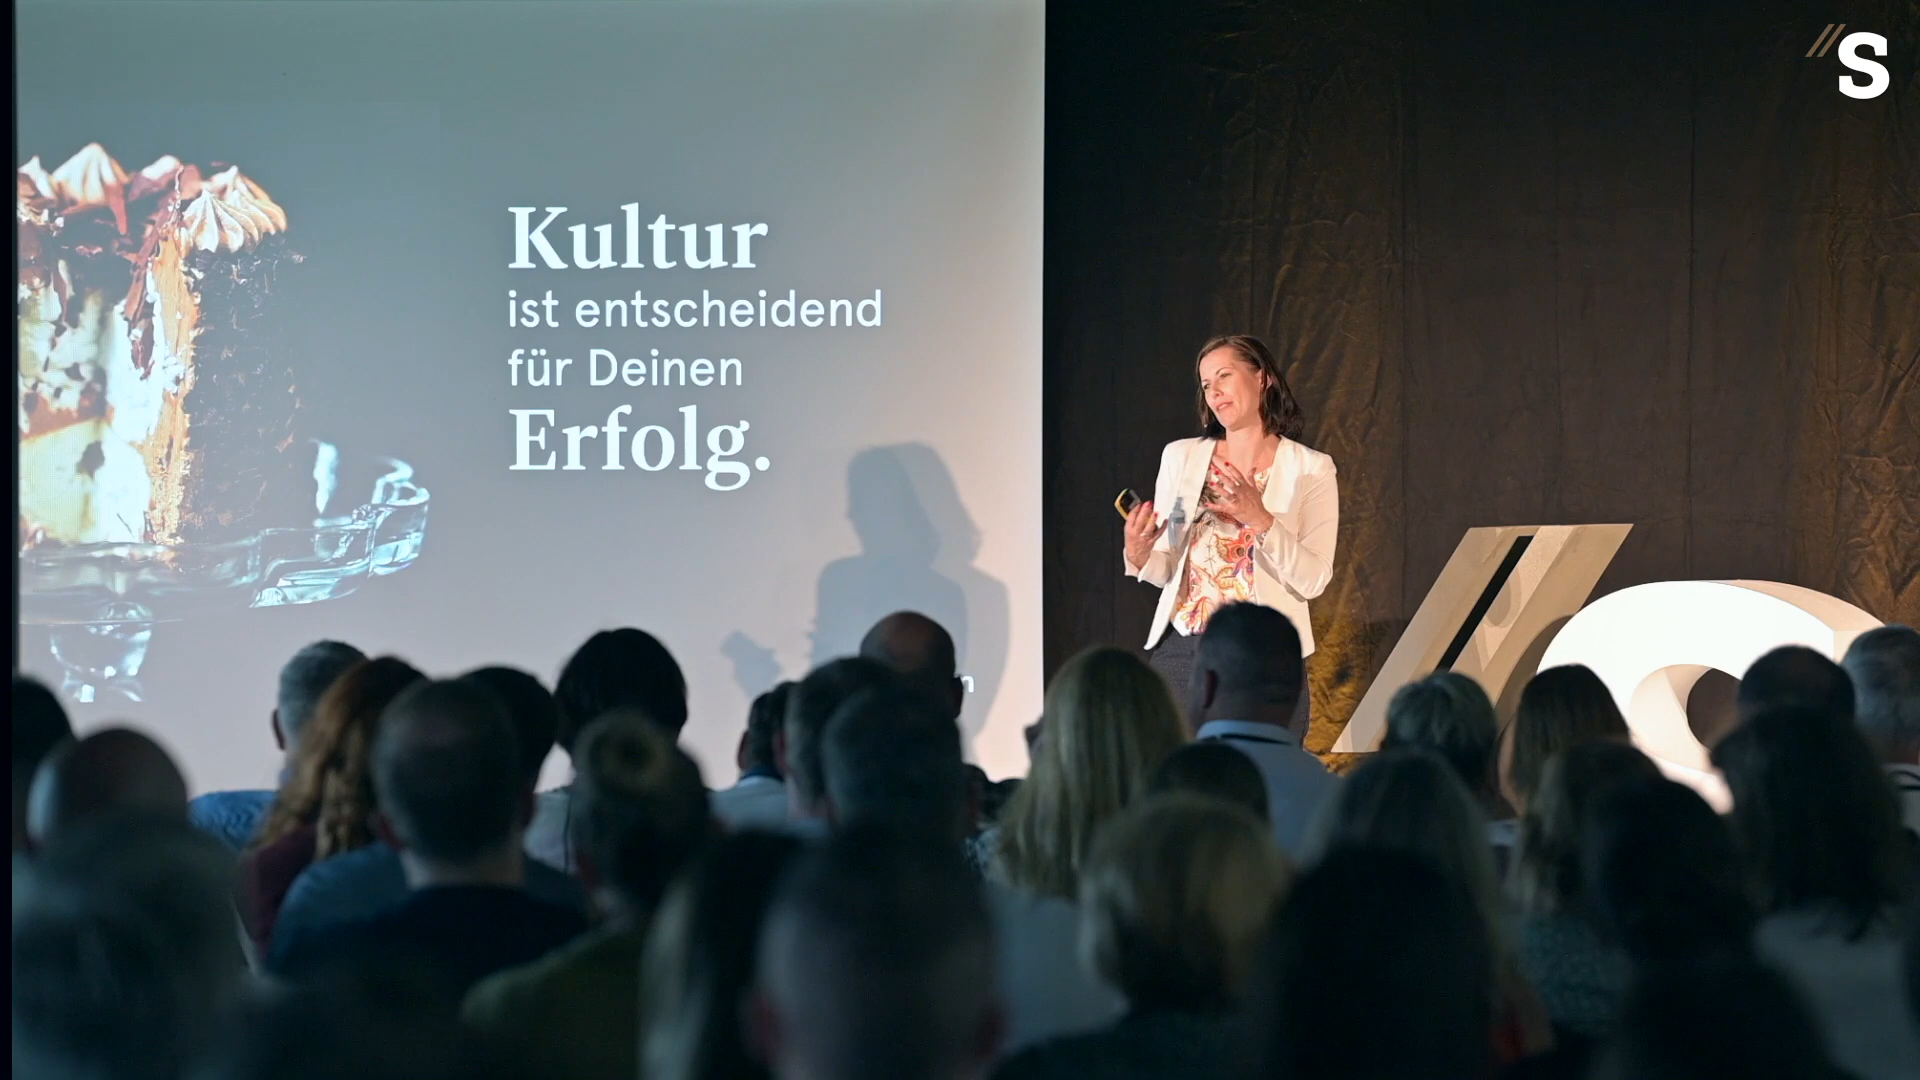 //S
Kultur
ist entscheidend
für Deinen
Erfolg.